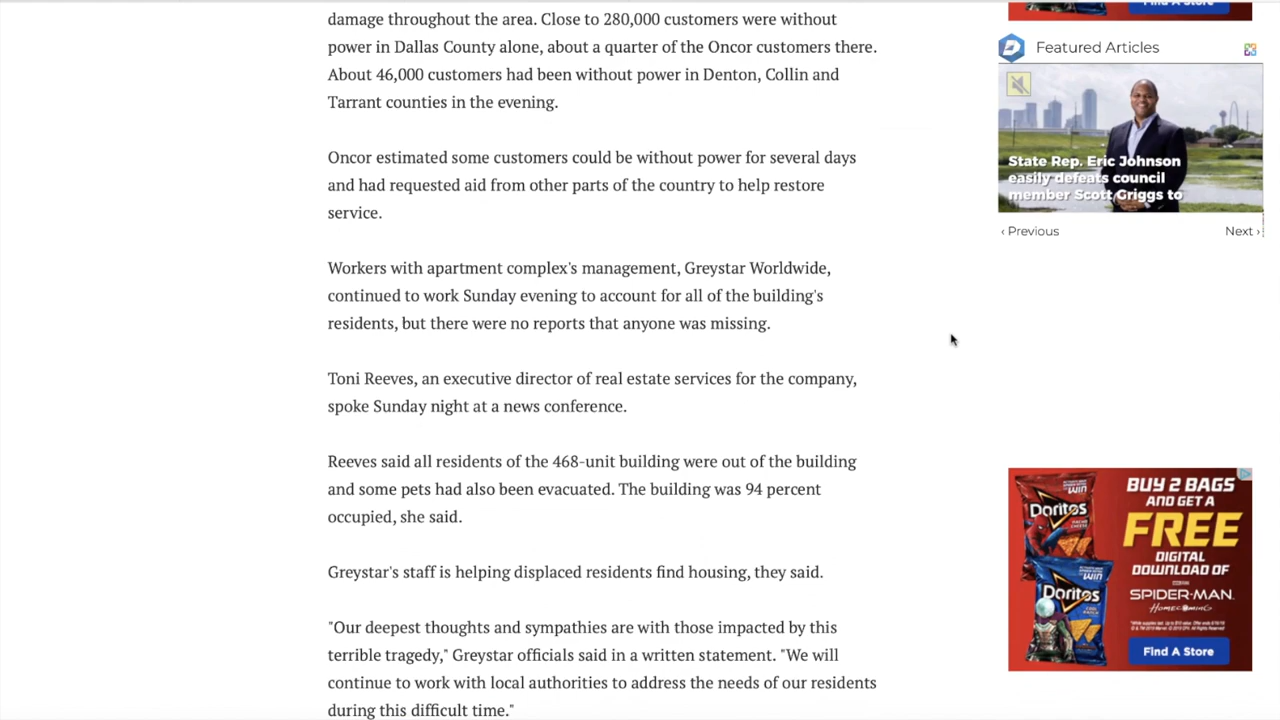 damage throughout the area. Close to 280,000 customers were without
power in Dallas County alone, about a quarter of the Oncor customers there.
About 46,000 customers had been without power in Denton, Collin and
Tarrant counties in the evening.
Oncor estimated some customers could be without power for several days
and had requested aid from other parts of the country to help restore
service.
Workers with apartment complex's management, Greystar Worldwide,
continued to work Sunday evening to account for all of the building's
residents, but there were no reports that anyone was missing.
Toni Reeves, an executive director of real estate services for the company,
spoke Sunday night at a news conference.
Reeves said all residents of the 468-unit building were out of the building
and some pets had also been evacuated. The building was 94 percent
occupied, she said.
Greystar's staff is helping displaced residents find housing, they said.
"Our deepest thoughts and sympathies are with those impacted by this
terrible tragedy," Greystar officials said in a written statement. "We will
continue to work with local authorities to address the needs of our residents
during this difficult time."
Find A Store
Featured Articles
State Rep. Eric Johnson
easily defeats council
member Scott Griggs to
‹ Previous
Next ›
BUY 2 BAGS
AND GET A
FREE
DIGITAL
DOWNLOAD OF
SPIDER-MAN
HOMECOMING
Find A Store
WIN
Doritos
WIN
Doritos